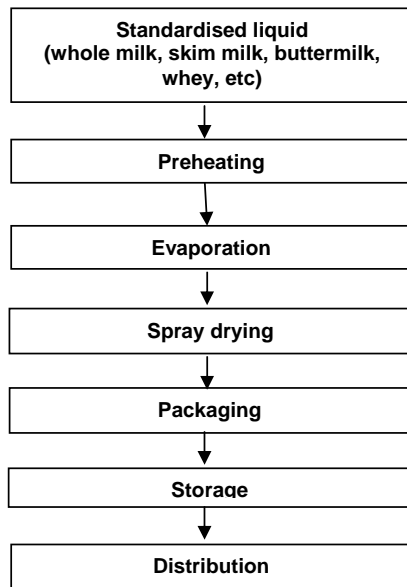 Standardised liquid
(whole milk, skim milk, buttermilk,
whey, etc)
Preheating
Evaporation
Spray drying
Packaging
Storage
Distribution